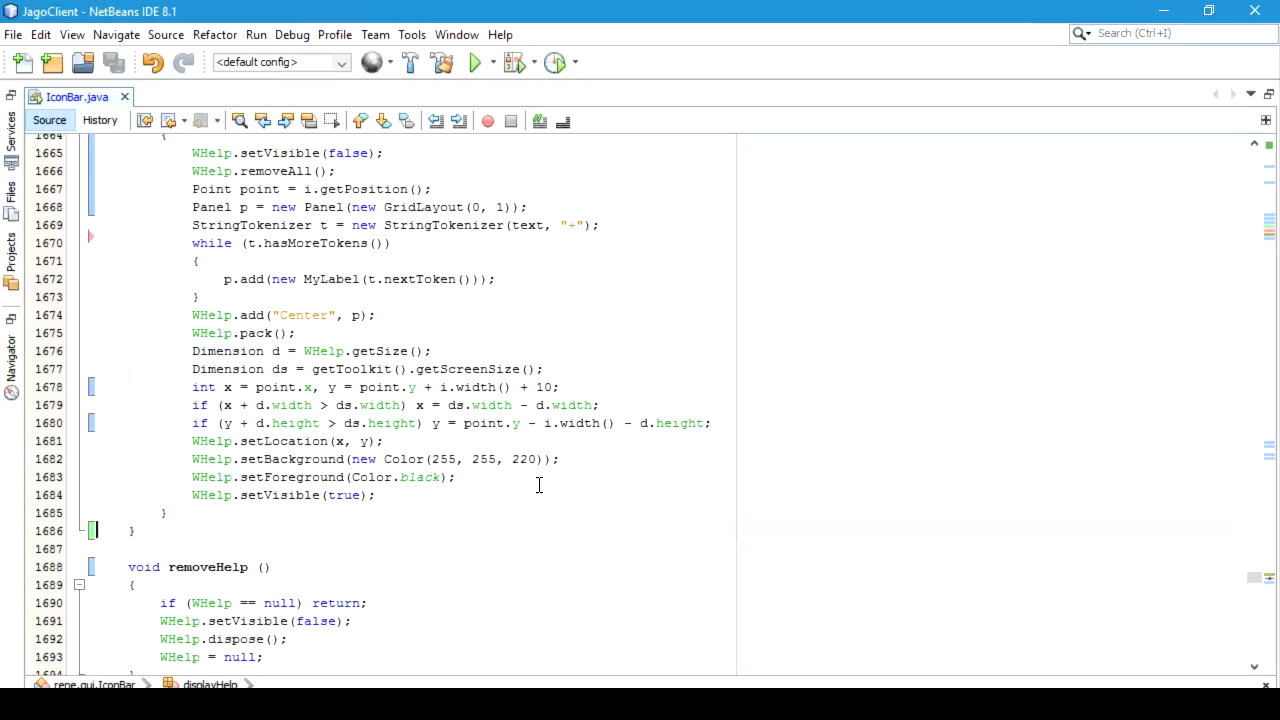 JagoClient - NetBeans IDE 8.1
File Edit View Navigate Source Refactor Run Debug Profile Team Tools Window Help
Search (Ctrl+I)
<default config>
IconBar.java
Source History
Services
Files
Projects
Navigator
1664 {
1665 WHelp.setVisible(false);
1666 WHelp.removeAll();
1667 Point point = i.getPosition();
1668 Panel p = new Panel(new GridLayout(0, 1));
1669 StringTokenizer t = new StringTokenizer(text, "+");
1670 while (t.hasMoreTokens())
1671 {
1672 p.add(new MyLabel(t.nextToken()));
1673 }
1674 WHelp.add("Center", p);
1675 WHelp.pack();
1676 Dimension d = WHelp.getSize();
1677 Dimension ds = getToolkit().getScreenSize();
1678 int x = point.x, y = point.y + i.width() + 10;
1679 if (x + d.width > ds.width) x = ds.width - d.width;
1680 if (y + d.height > ds.height) y = point.y - i.width() - d.height;
1681 WHelp.setLocation(x, y);
1682 WHelp.setBackground(new Color(255, 255, 220));
1683 WHelp.setForeground(Color.black);
1684 WHelp.setVisible(true);
1685 }
1686 }
1687
1688 void removeHelp ()
1689 {
1690 if (WHelp == null) return;
1691 WHelp.setVisible(false);
1692 WHelp.dispose();
1693 WHelp = null;
1694 }
rene.gui.IconBar displayHelp